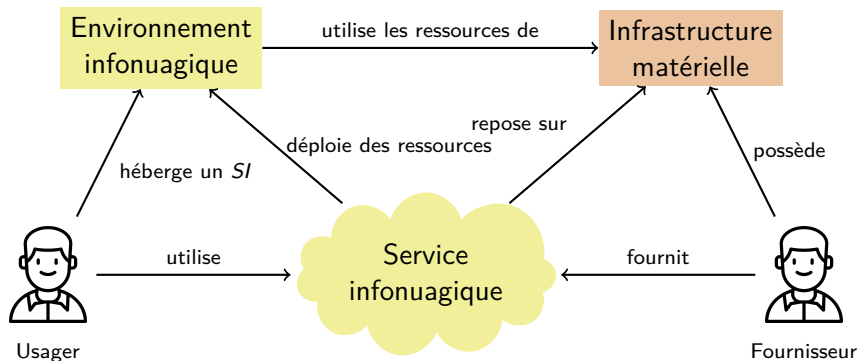 Environnement
infonuagique
utilise les ressources de
Infrastructure
matérielle
repose sur
déploie des ressources
possède
héberge un SI
utilise
Service
infonuagique
fournit
Usager
Fournisseur